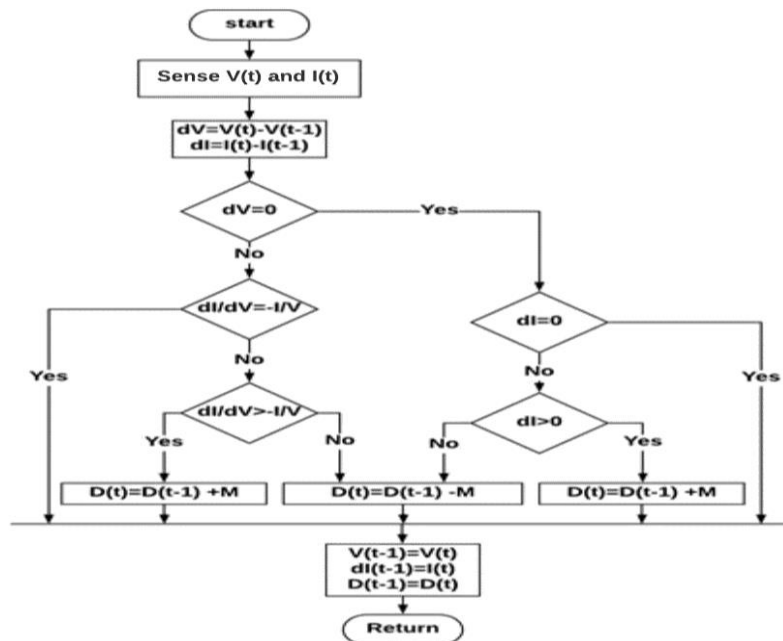 start
Sense V(t) and I(t)
dV=V(t)-V(t-1)
dI=I(t)-I(t-1)
dV=0
Yes
No
dI/dV=-I/V
dI=0
Yes
No
No
Yes
dI/dV>-I/V
dI>0
Yes
No
No
Yes
D(t)=D(t-1) +M
D(t)=D(t-1) -M
D(t)=D(t-1) +M
V(t-1)=V(t)
dI(t-1)=I(t)
D(t-1)=D(t)
Return